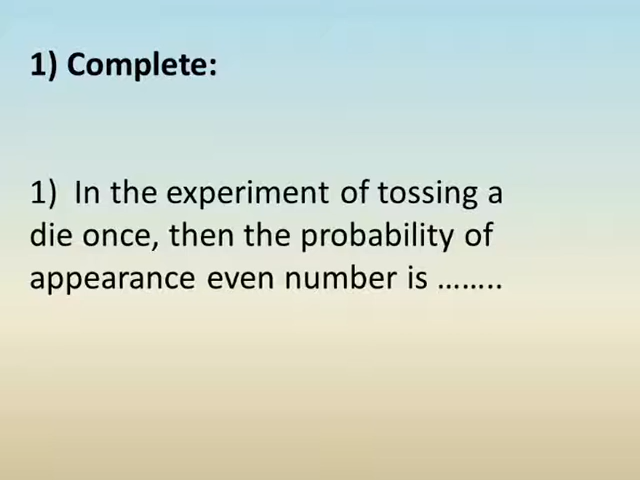 1) Complete:
1) In the experiment of tossing a
die once, then the probability of
appearance even number is ........